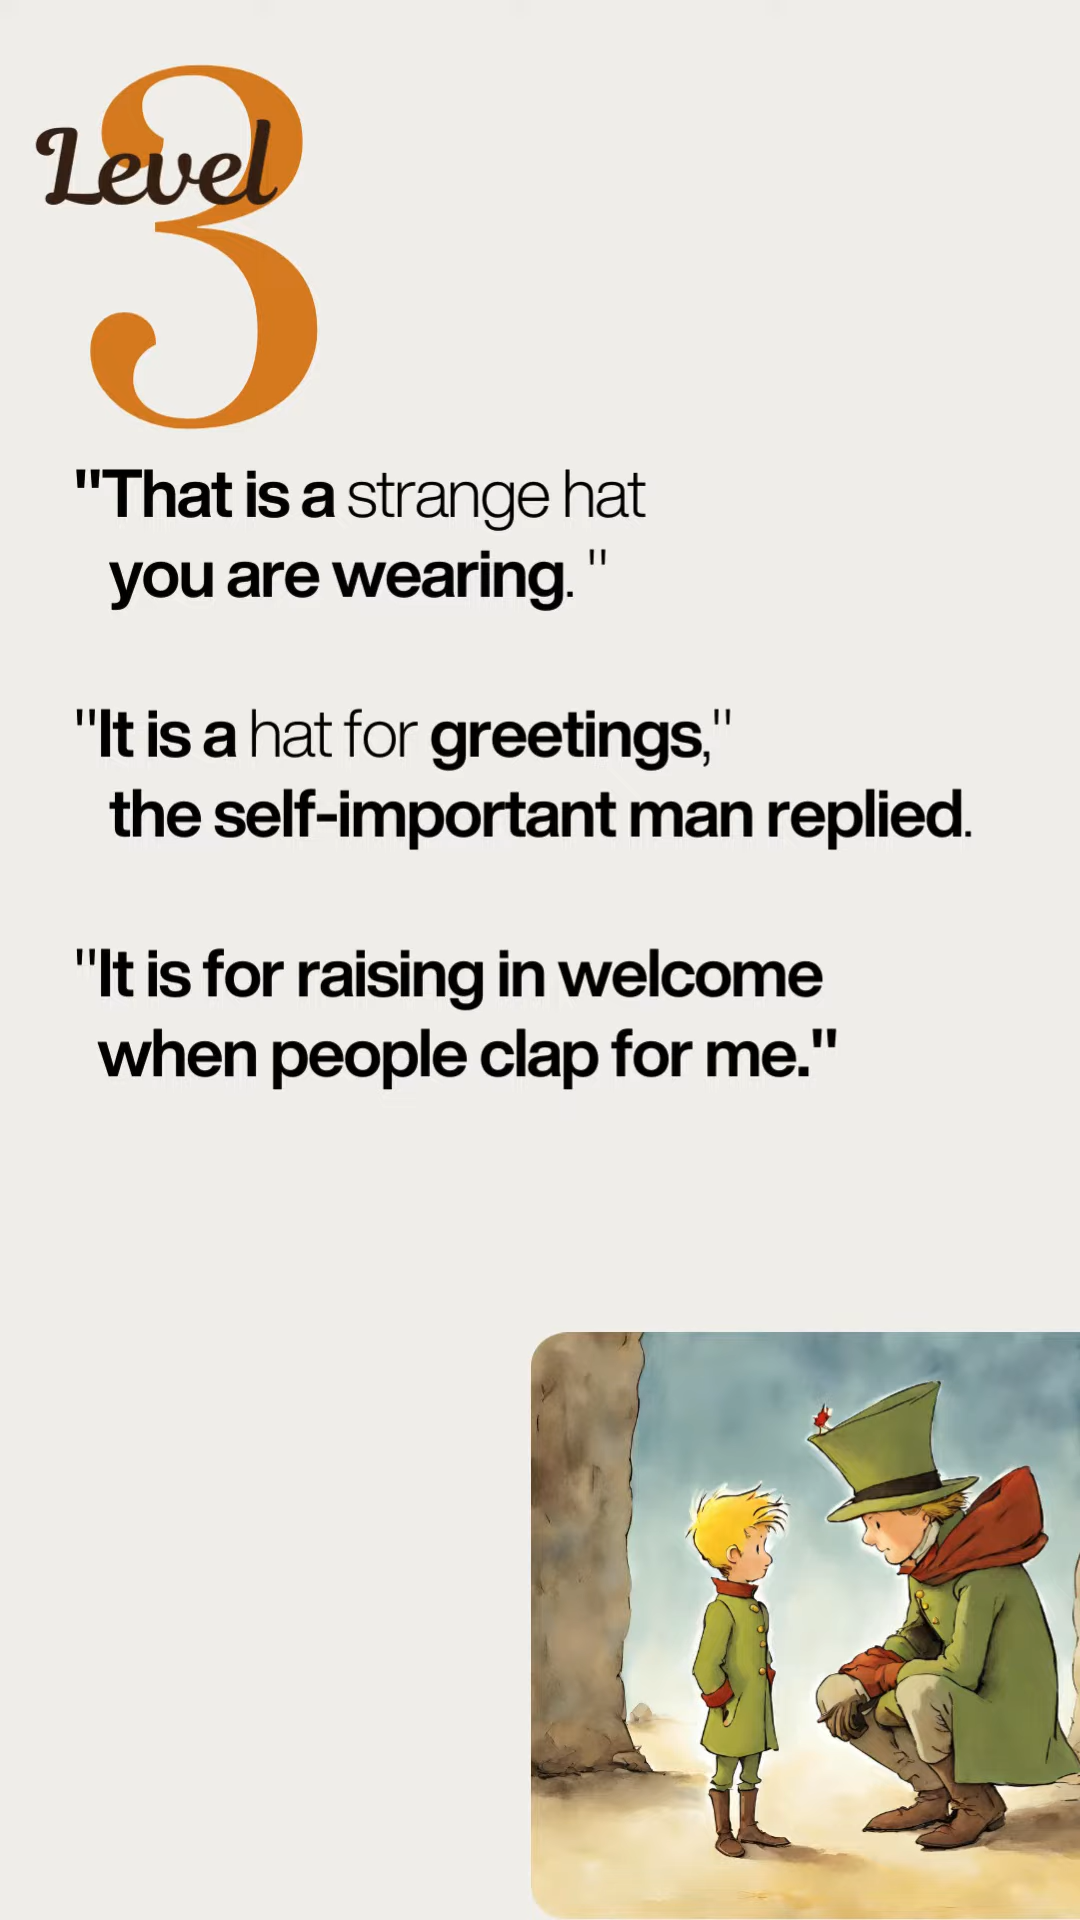 Level
3
"That is a strange hat
you are wearing. "
"It is a hat for greetings,"
the self-important man replied.
"It is for raising in welcome
when people clap for me."